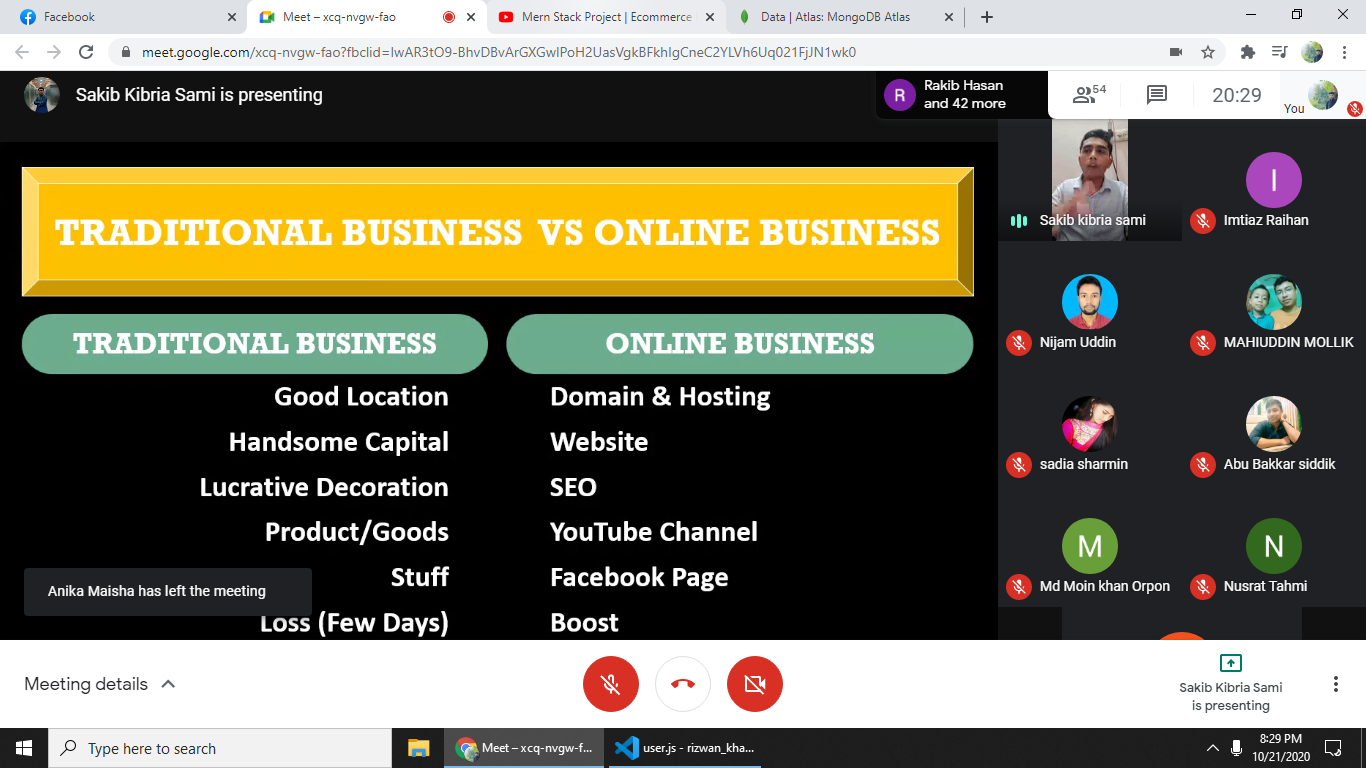 Facebook
Meet – xcq-nvgw-fao
Mern Stack Project | Ecommerce
Data | Atlas: MongoDB Atlas
meet.google.com/xcq-nvgw-fao?fbclid=IwAR3tO9-BhvDBvArGXGwIPoH2UasVgkBFkhIgCneC2YLVh6Uq021FjJN1wk0
Sakib Kibria Sami is presenting
R
Rakib Hasan
and 42 more
54
20:29
You
TRADITIONAL BUSINESS VS ONLINE BUSINESS
TRADITIONAL BUSINESS
ONLINE BUSINESS
Good Location
Domain & Hosting
Handsome Capital
Website
Lucrative Decoration
SEO
Product/Goods
YouTube Channel
Stuff
Facebook Page
Loss (Few Days)
Boost
Anika Maisha has left the meeting
Sakib kibria sami
I
Imtiaz Raihan
Nijam Uddin
MAHIUDDIN MOLLIK
sadia sharmin
Abu Bakkar siddik
M
Md Moin khan Orpon
N
Nusrat Tahmi
Meeting details
Sakib Kibria Sami
is presenting
Type here to search
Meet – xcq-nvgw-f...
user.js - rizwan_kha...
8:29 PM
10/21/2020